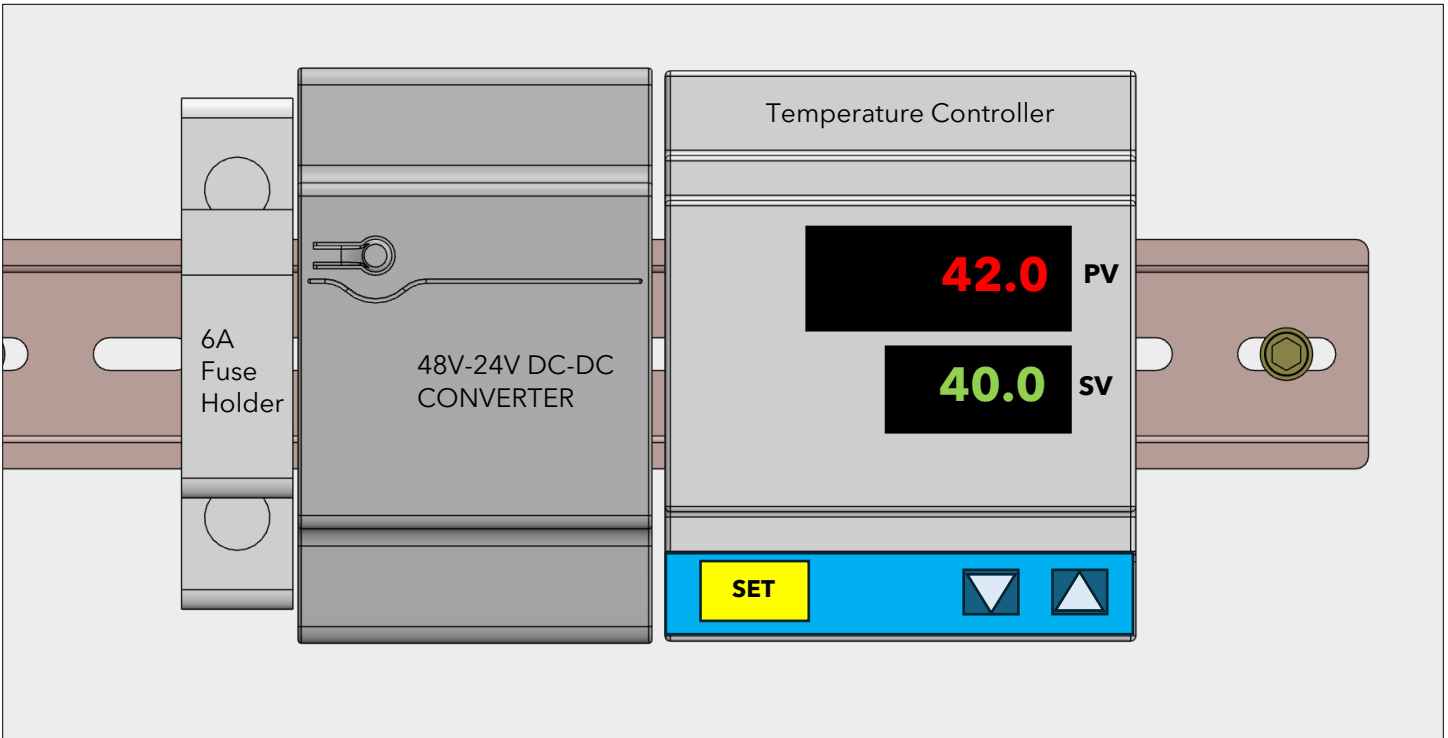 Temperature Controller
42.0 PV
40.0 SV
6A
Fuse
Holder
48V-24V DC-DC
CONVERTER
SET